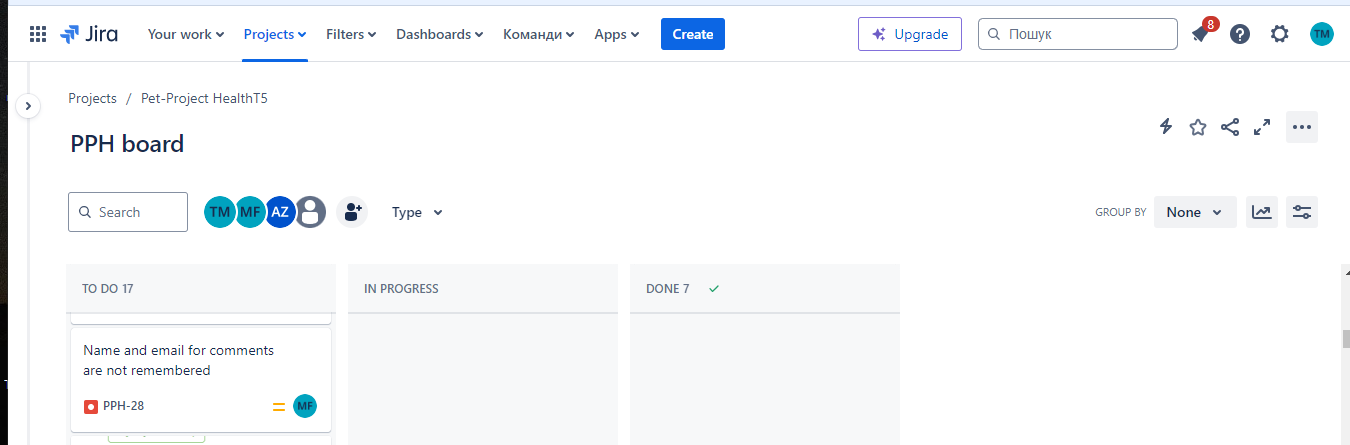 Jira Your work Projects Filters Dashboards Команди Apps Create Upgrade Пошук 8 TM
Projects / Pet-Project HealthT5
PPH board
Search TM MF AZ Type GROUP BY None
TO DO 17 IN PROGRESS DONE 7
Name and email for comments
are not remembered
PPH-28 MF